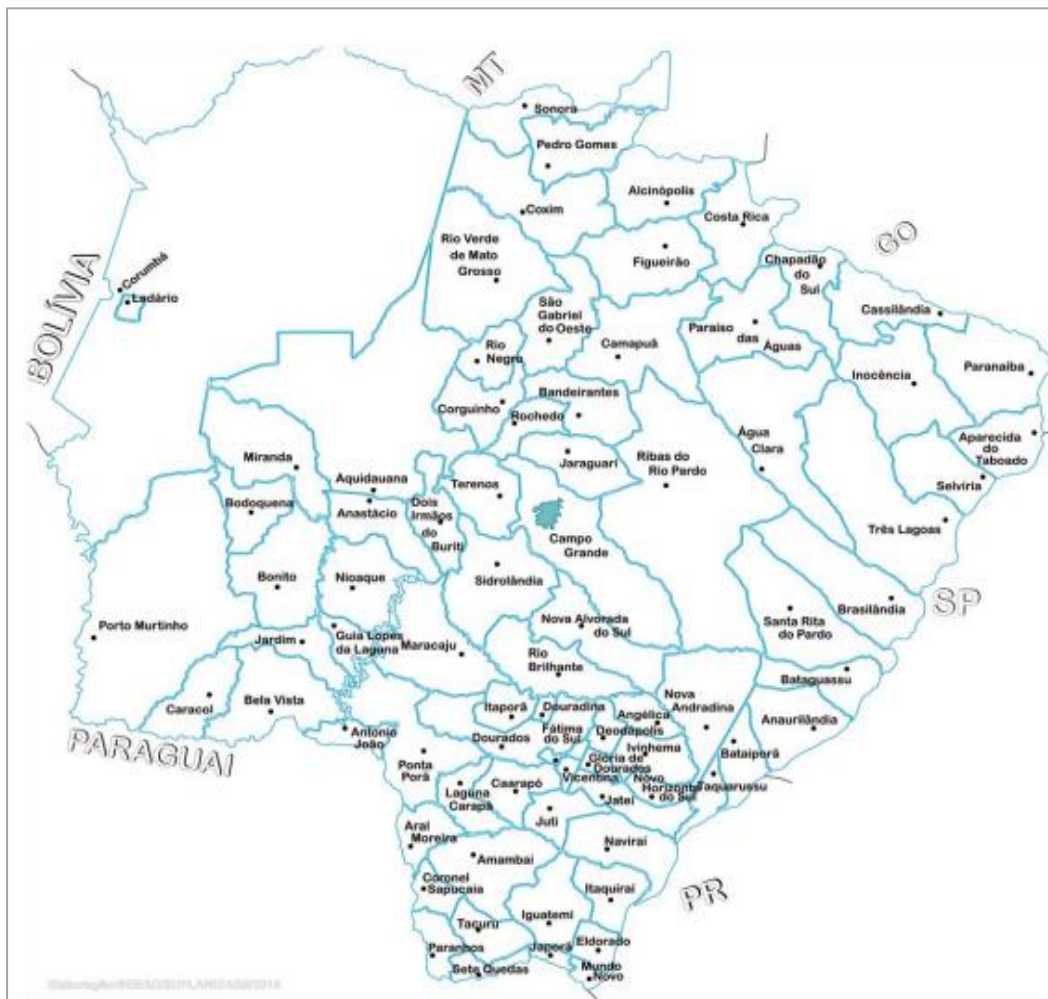 MT
Sonora
Pedro Gomes
Alcinópolis
Coxim
Costa Rica
GO
Rio Verde
de Mato
Grosso
Figueirão
Chapadão
do
Sul
BOLÍVIA
Corumbá
Ladário
São
Gabriel
do Oeste
Cassilândia
Paraiso
das
Águas
Camapuã
Rio
Negro
Inocência
Paranaíba
Bandeirantes
Corguinho
Rochedo
Água
Clara
Aparecida
do
Taboado
Miranda
Jaraguari
Ribas do
Rio Pardo
Selvíria
Aquidauana
Terenos
Bodoquena
Anastácio
Dois
Irmãos
do
Buriti
Três Lagoas
Campo
Grande
Sidrolândia
Bonito
Nioaque
Brasilândia
SP
Santa Rita
do Pardo
Porto Murtinho
Nova Alvorada
do Sul
Jardim
Guia Lopes
da Laguna
Maracaju
Rio
Brilhante
Bataguassu
Caracol
Bela Vista
Nova
Andradina
Anaurilândia
Itaporã
Douradina
Angélica
PARAGUAI
Antonio
João
Dourados
Fátima
do Sul
Deodápolis
Ivinhema
Bataiporã
Ponta
Porã
Glória de
Dourados
Vicentina
Novo
Horizonte
do Sul
Taquarussu
Laguna
Carapã
Caarapó
Jateí
Juti
Aral
Moreira
Naviraí
Amambai
Coronel
Sapucaia
Itaquiraí
PR
Iguatemi
Tacuru
Paranhos
Japorã
Eldorado
Sete Quedas
Mundo
Novo